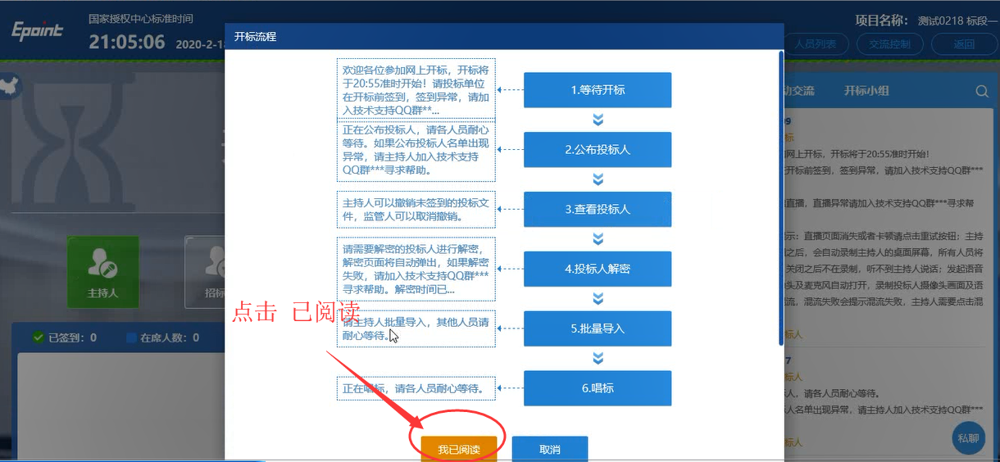 Epoint
国家授权中心标准时间
21:05:06 2020-2-18
项目名称： 测试0218 标段一
人员列表
交流控制
返回
开标流程
欢迎各位参加网上开标，开标将
于20:55准时开始！请投标单位
在开标前签到，签到异常，请加
入技术支持QQ群**...
1.等待开标
正在公布投标人，请各人员耐心
等待。如果公布投标人名单出现
异常，请主持人加入技术支持
QQ群***寻求帮助。
2.公布投标人
主持人可以撤销未签到的投标文
件，监管人可以取消撤销。
3.查看投标人
请需要解密的投标人进行解密，
解密页面将自动弹出，如果解密
失败，请加入技术支持QQ群***
寻求帮助。解密时间已...
4.投标人解密
点击 已阅读
请主持人批量导入，其他人员请
耐心等待。
5.批量导入
正在唱标，请各人员耐心等待。
6.唱标
我已阅读
取消
主持人
招标
已签到：0
在席人数：0
动交流
开标小组
网上开标，开标将于20:55准时开始！
开标前签到，签到异常，请加入技术支持QQ群***
直播，直播异常请加入技术支持QQ群***寻求帮
示：直播页面消失或者卡顿请点击重试按钮；主持
之后，会自动录制主持人的桌面屏幕，所有人员将
关闭之后不在录制，听不到主持人说话；发起语音
头及麦克风自动打开，录制投标人摄像头画面及语
流，混流失败会提示混流失败，主持人需要点击混
标人
7
标人
人，请各人员耐心等待。
人名单出现异常，请主持人加入技术支持QQ群***
标人
私聊